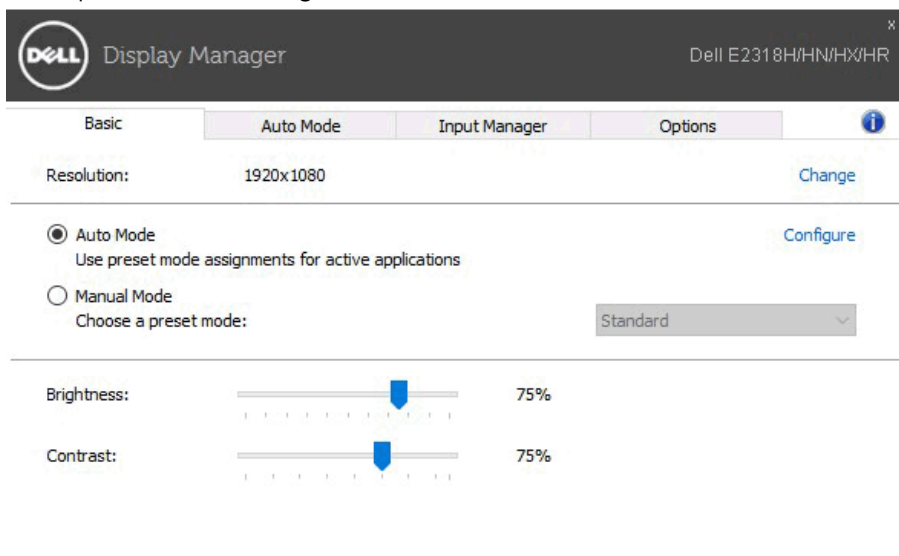 x
DELL Display Manager Dell E2318H/HN/HX/HR
Basic Auto Mode Input Manager Options i
Resolution: 1920x1080 Change
Auto Mode Configure
Use preset mode assignments for active applications
Manual Mode
Choose a preset mode: Standard
Brightness: 75%
Contrast: 75%